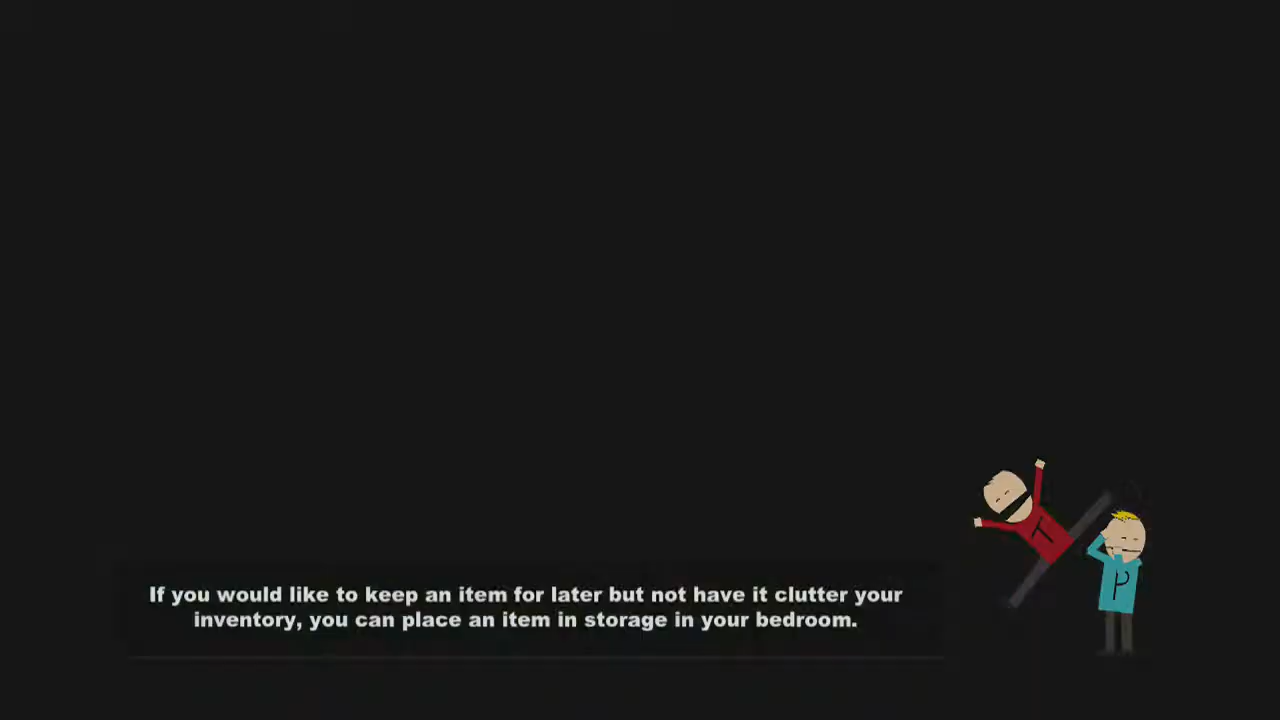 If you would like to keep an item for later but not have it clutter your
inventory, you can place an item in storage in your bedroom.
T
P